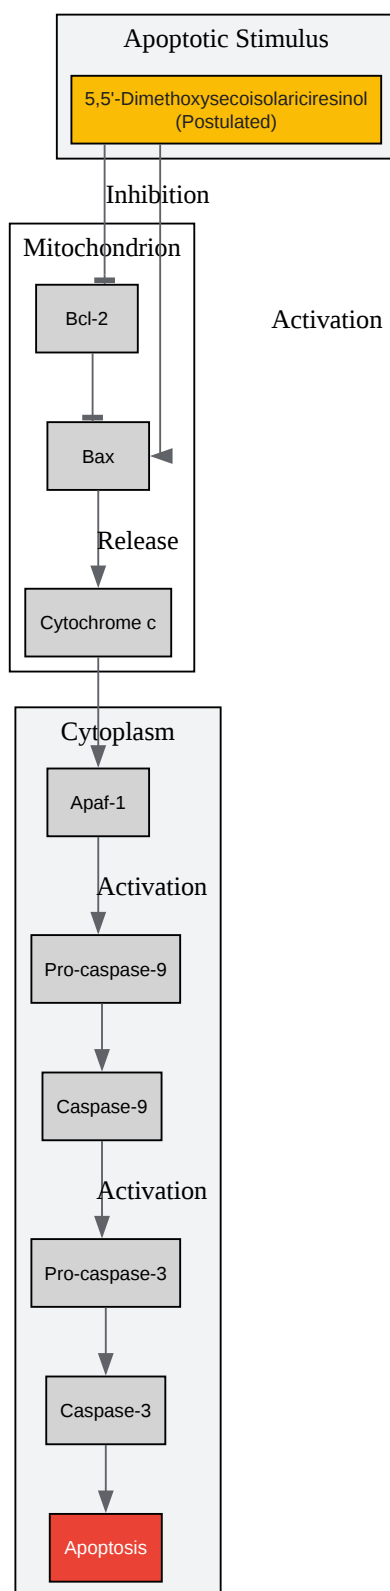 Apoptotic Stimulus
5,5'-Dimethoxysecoisolariciresinol
(Postulated)
Inhibition
Mitochondrion
Bcl-2
Activation
Bax
Release
Cytochrome c
Cytoplasm
Apaf-1
Activation
Pro-caspase-9
Caspase-9
Activation
Pro-caspase-3
Caspase-3
Apoptosis